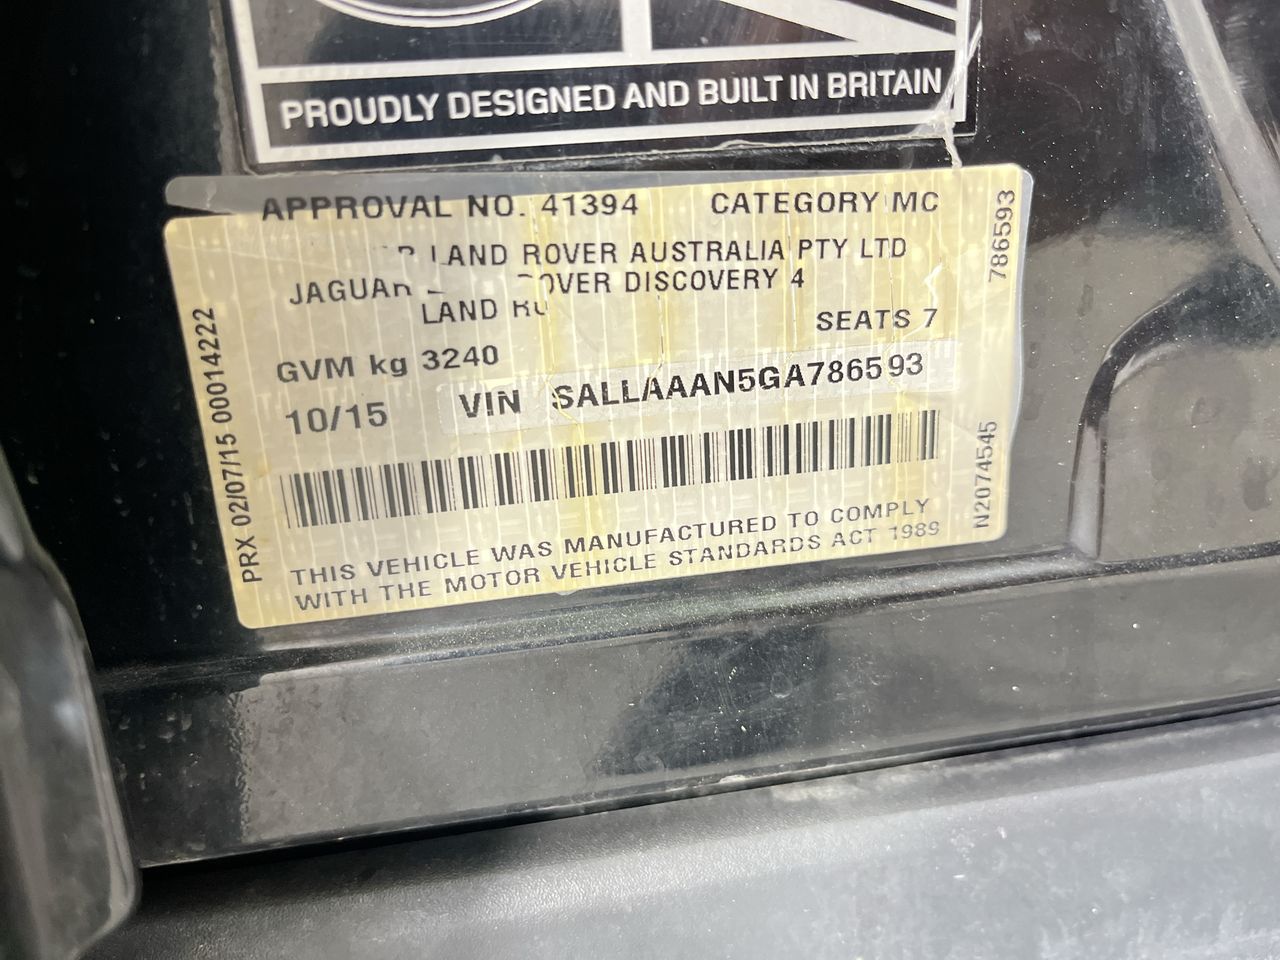 PROUDLY DESIGNED AND BUILT IN BRITAIN
APPROVAL NO. 41394 CATEGORY MC
LAND ROVER AUSTRALIA PTY LTD
JAGUAR OVER DISCOVERY 4
LAND RO
SEATS 7
GVM kg 3240
10/15 VIN SALLAAAN5GA786593
THIS VEHICLE WAS MANUFACTURED TO COMPLY
WITH THE MOTOR VEHICLE STANDARDS ACT 1989
PRX 02/07/15 00014222
786593
N2074545